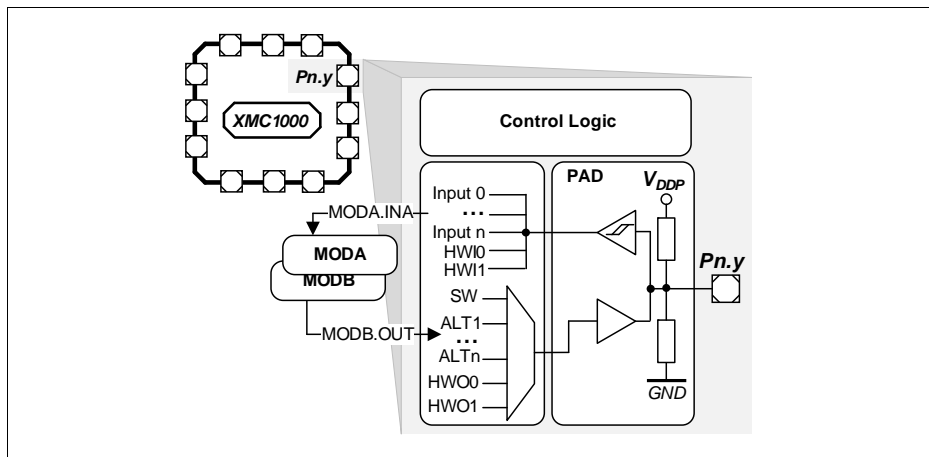 Pn.y
XMC1000
Control Logic
PAD
VDDP
Input 0
...
Input n
HWI0
HWI1
MODA.INA
MODA
MODB
MODB.OUT
SW
ALT1
...
ALTn
HWO0
HWO1
Pn.y
GND